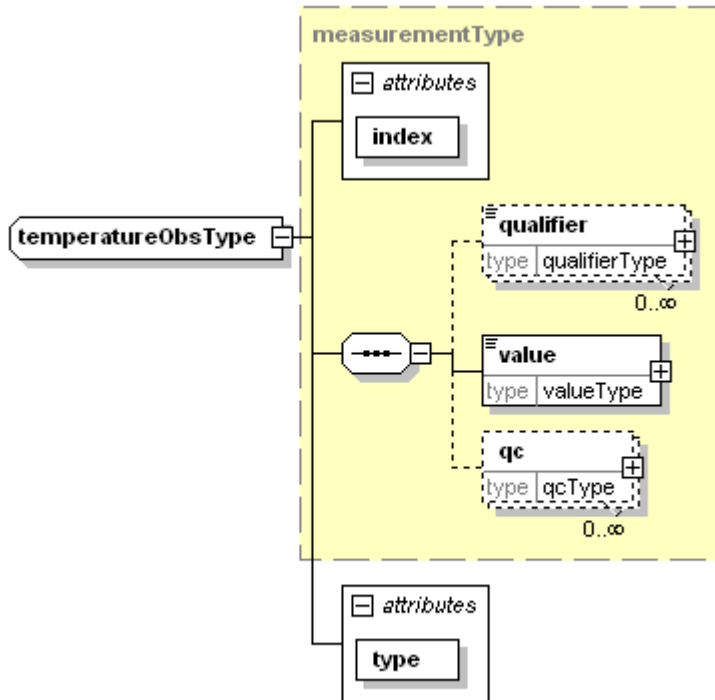 measurementType
attributes
index
temperatureObsType
qualifier
type qualifierType
0..∞
value
type valueType
qc
type qcType
0..∞
attributes
type